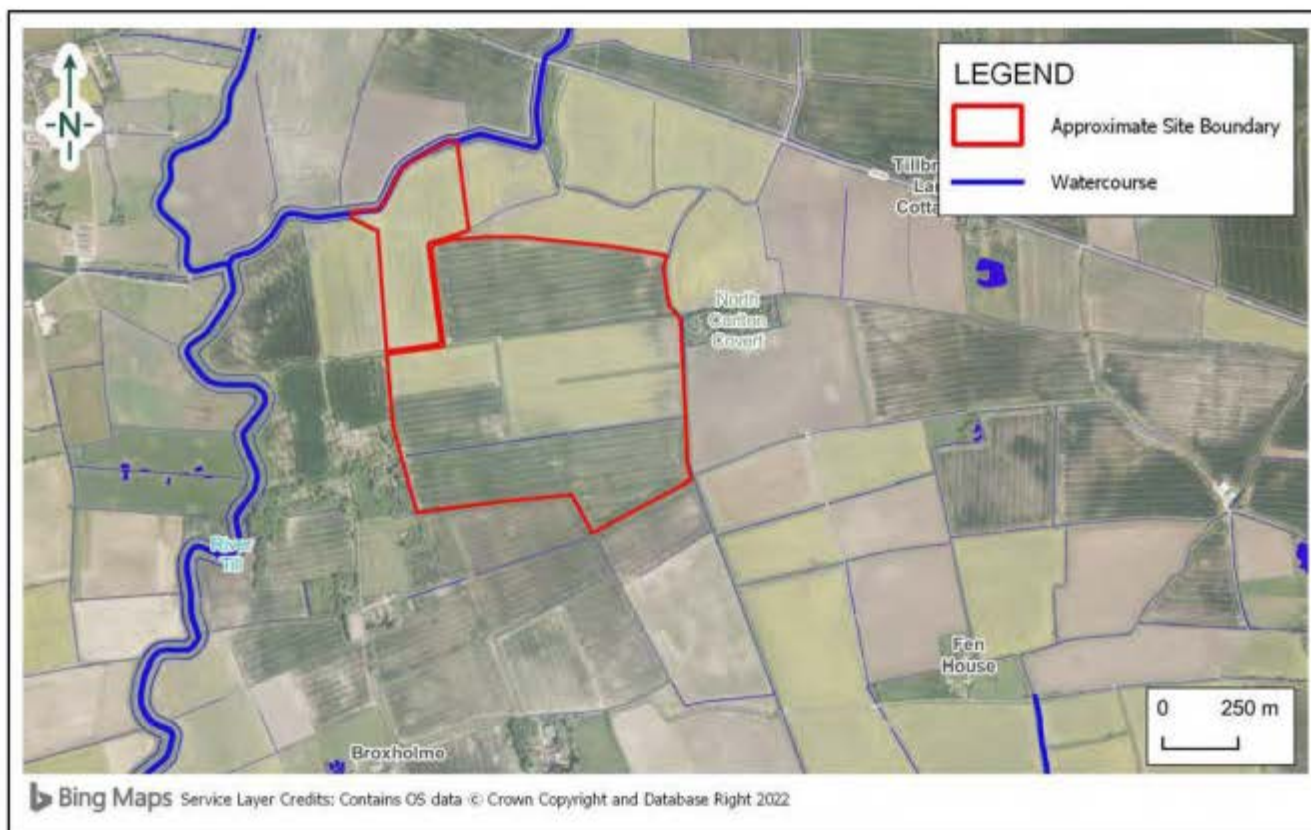 N
LEGEND
Approximate Site Boundary
Watercourse
North
Covert
River
Till
Fen
House
Broxholme
0 250 m
Bing Maps Service Layer Credits: Contains OS data © Crown Copyright and Database Right 2022